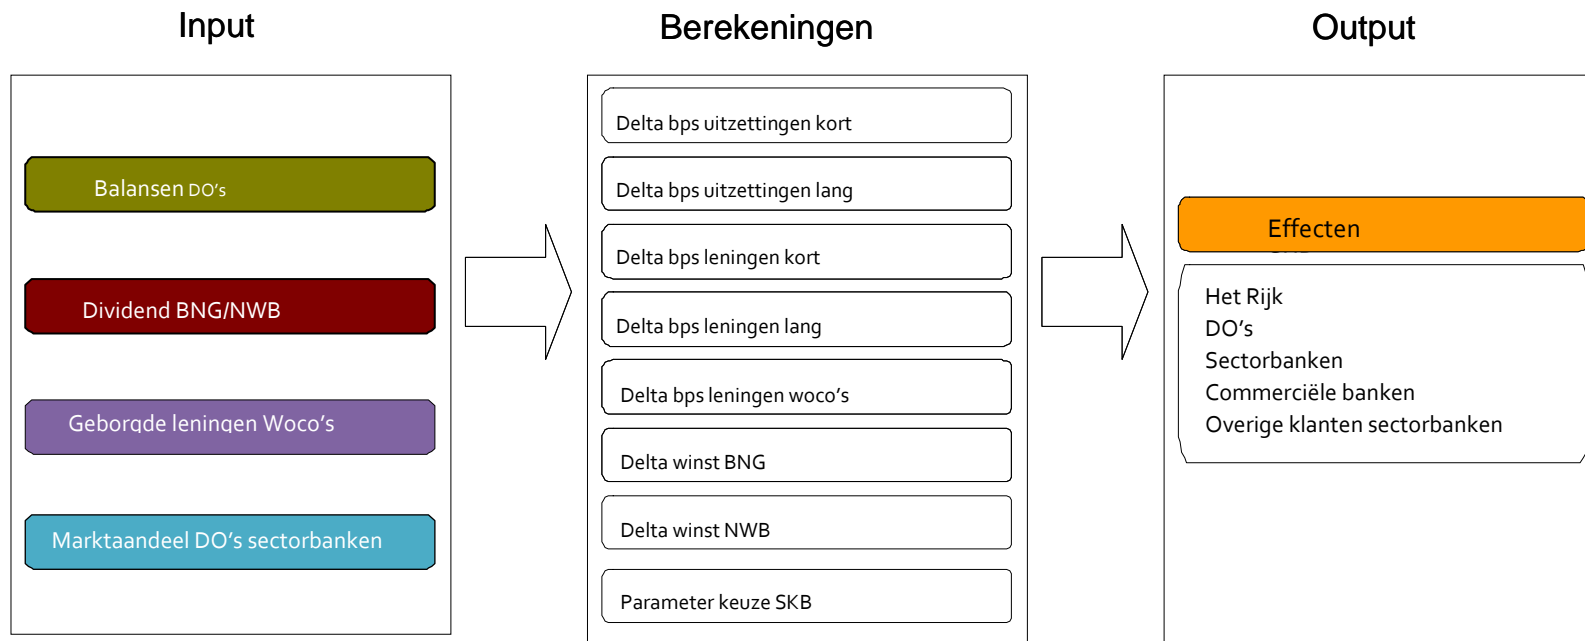 Input
Berekeningen
Output
Balansen DO's
Dividend BNG/NWB
Geborgde leningen Woco's
Marktaandeel DO's sectorbanken
Delta bps uitzettingen kort
Delta bps uitzettingen lang
Delta bps leningen kort
Delta bps leningen lang
Delta bps leningen woco's
Delta winst BNG
Delta winst NWB
Parameter keuze SKB
Effecten
Het Rijk
DO's
Sectorbanken
Commerciële banken
Overige klanten sectorbanken